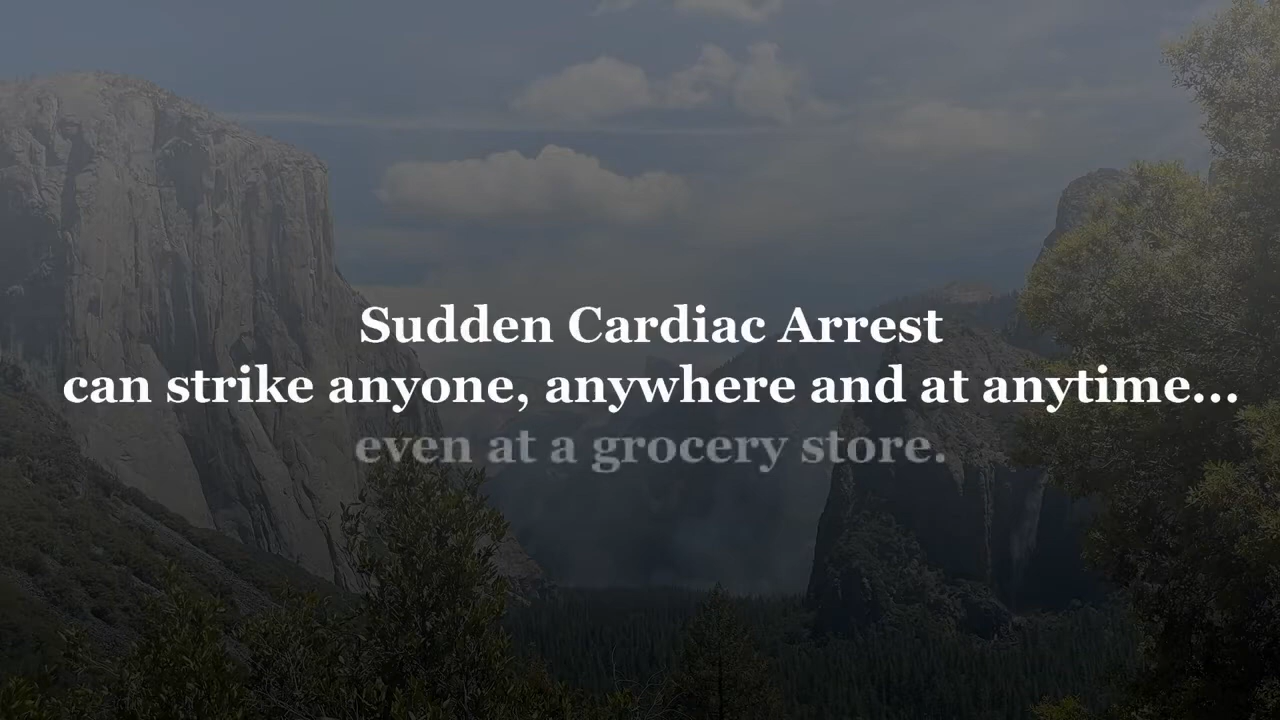 Sudden Cardiac Arrest
can strike anyone, anywhere and at anytime...
even at a grocery store.